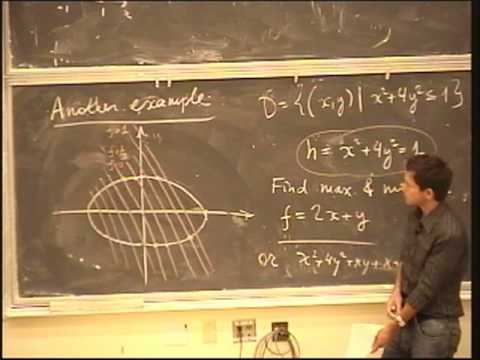 Another example.
D = {(x,y) | x²+4y² ≤ 1}
h = x²+4y² = 1
Find max. & m
f = 2x + y
or x²+4y²+xy+x+